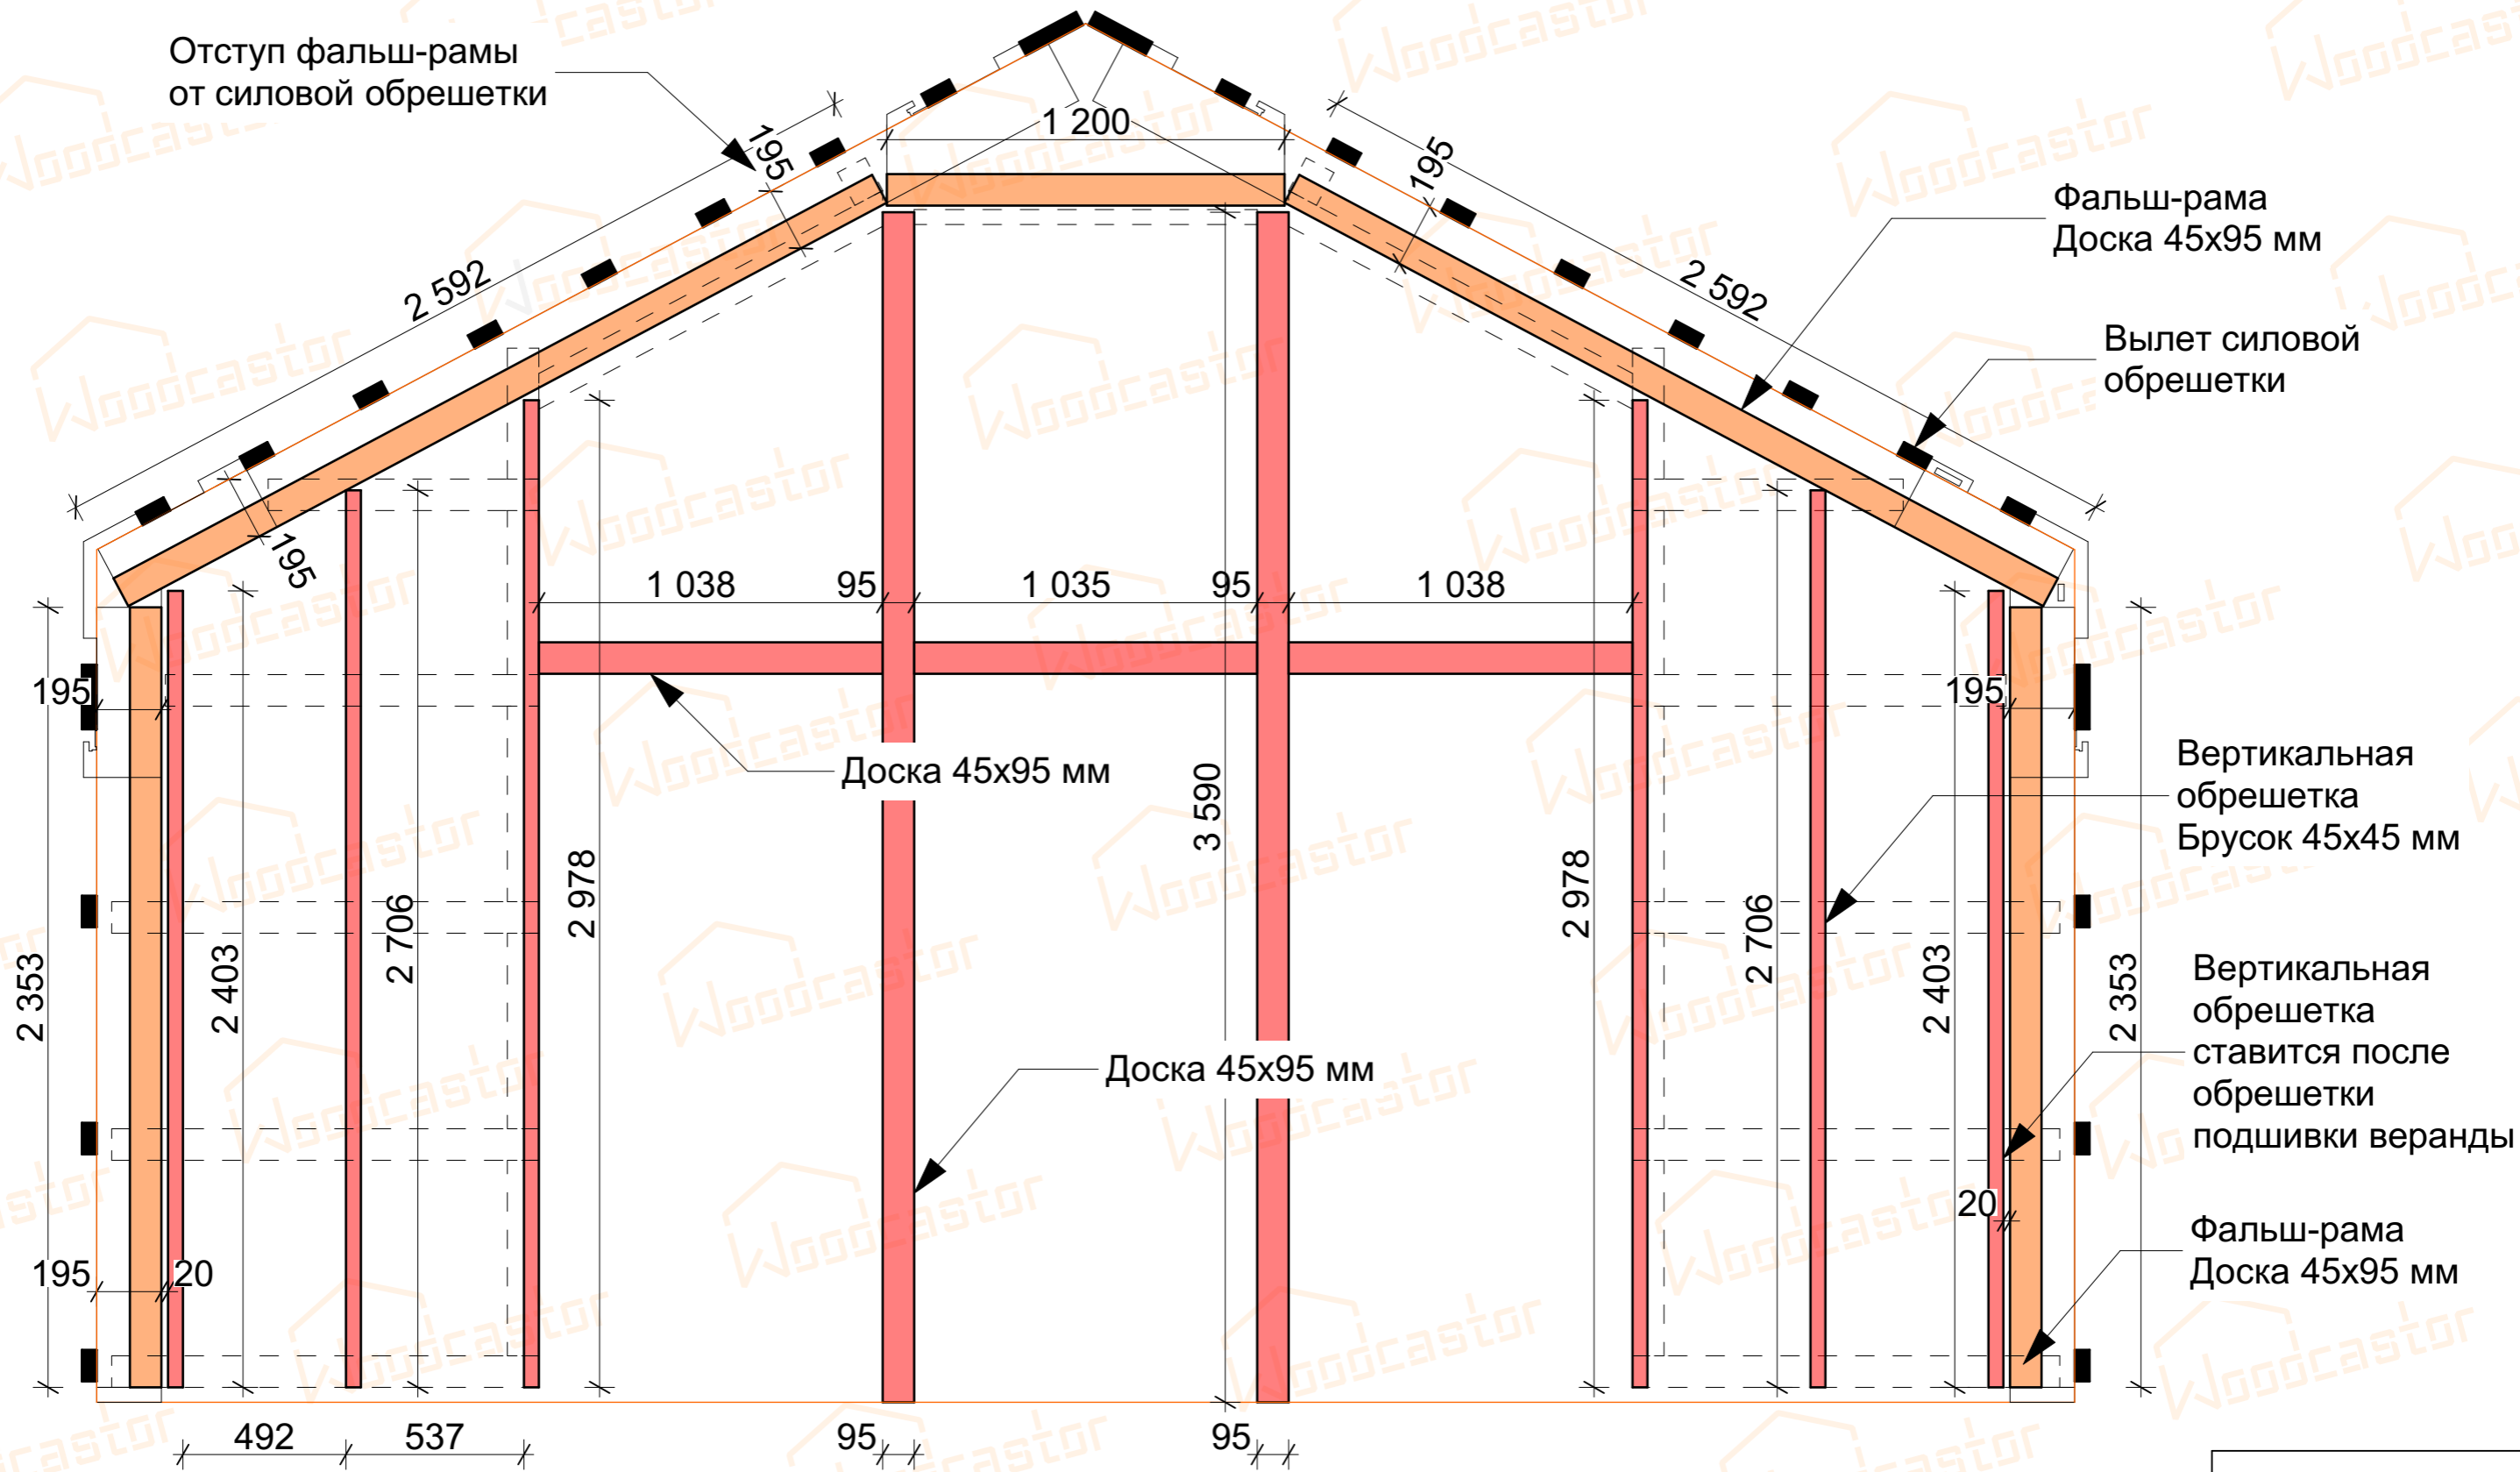 Отступ фальш-рамы
от силовой обрешетки
195
1 200
195
Фальш-рама
Доска 45х95 мм
2 592
2 592
Вылет силовой
обрешетки
195
1 038
95
1 035
95
1 038
195
195
Доска 45х95 мм
3 590
Вертикальная
обрешетка
Брусок 45х45 мм
2 353
2 403
2 706
2 978
2 978
2 706
2 403
2 353
Вертикальная
обрешетка
ставится после
обрешетки
подшивки веранды
Доска 45х95 мм
20
Фальш-рама
Доска 45х95 мм
195
20
492
537
95
95
Woodcastor